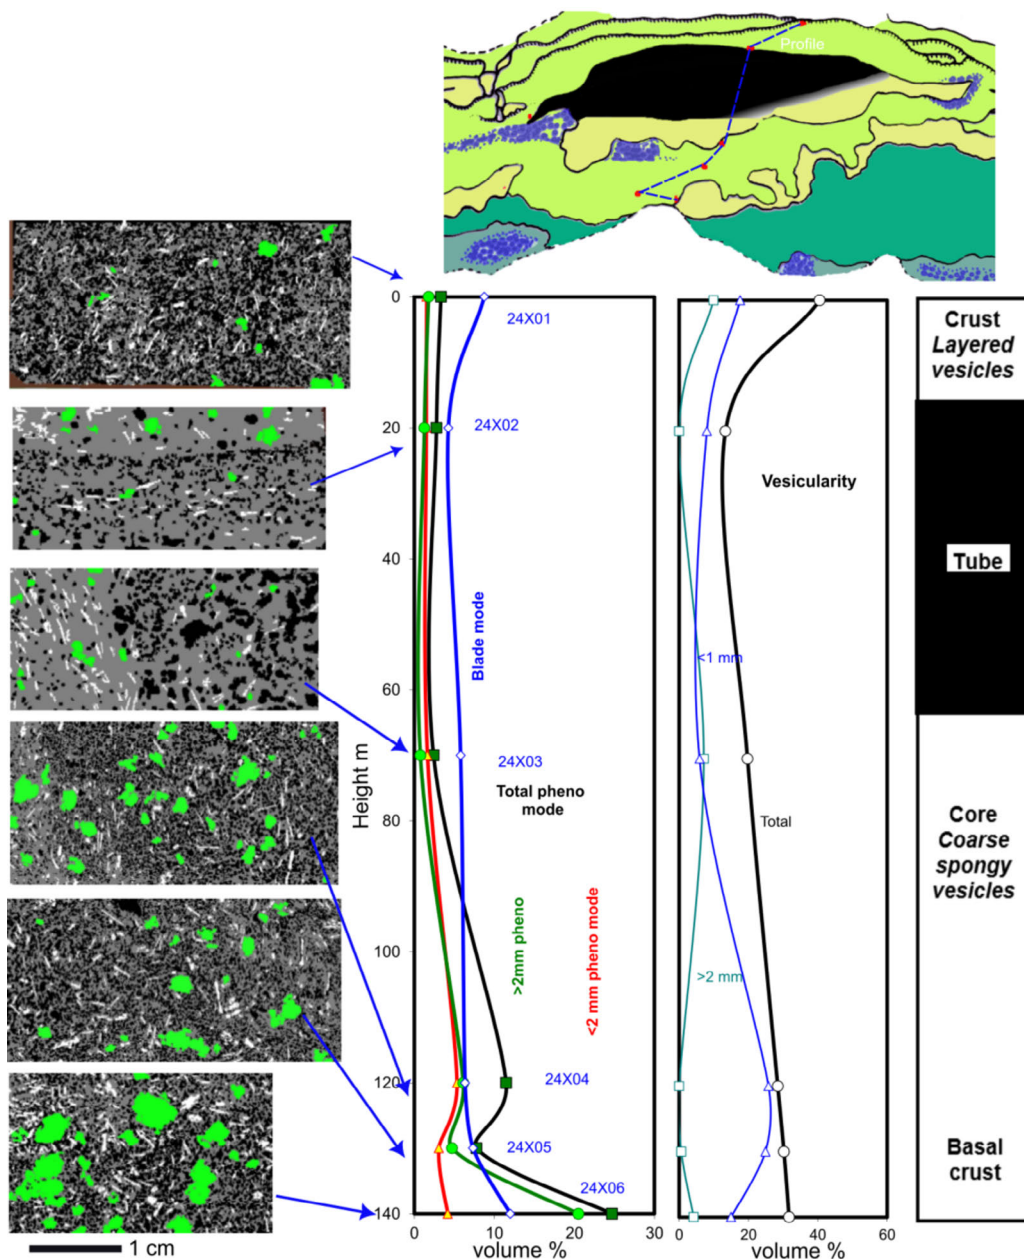 Profile
0
20
40
60
80
100
120
140
Height m
24X01
24X02
24X03
24X04
24X05
24X06
Blade mode
Total pheno
mode
>2mm pheno
<2 mm pheno mode
0
10
20
30
volume %
Vesicularity
<1 mm
Total
>2 mm
0
20
40
60
volume %
Crust
Layered
vesicles
Tube
Core
Coarse
spongy
vesicles
Basal
crust
1 cm